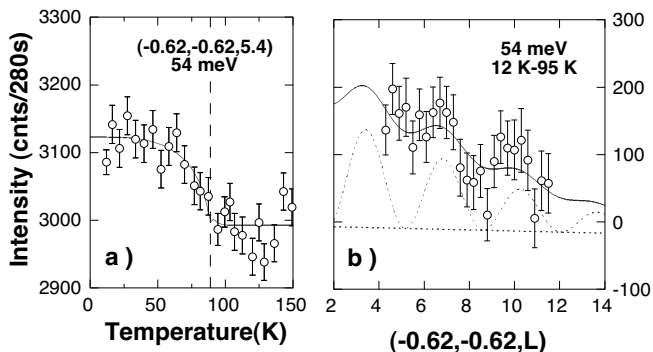 Intensity (cnts/280s)
3300
3200
3100
3000
2900
(-0.62,-0.62,5.4)
54 meV
a )
0
50
100
150
Temperature(K)
54 meV
12 K-95 K
300
200
100
0
-100
b )
2
4
6
8
10
12
14
(-0.62,-0.62,L)